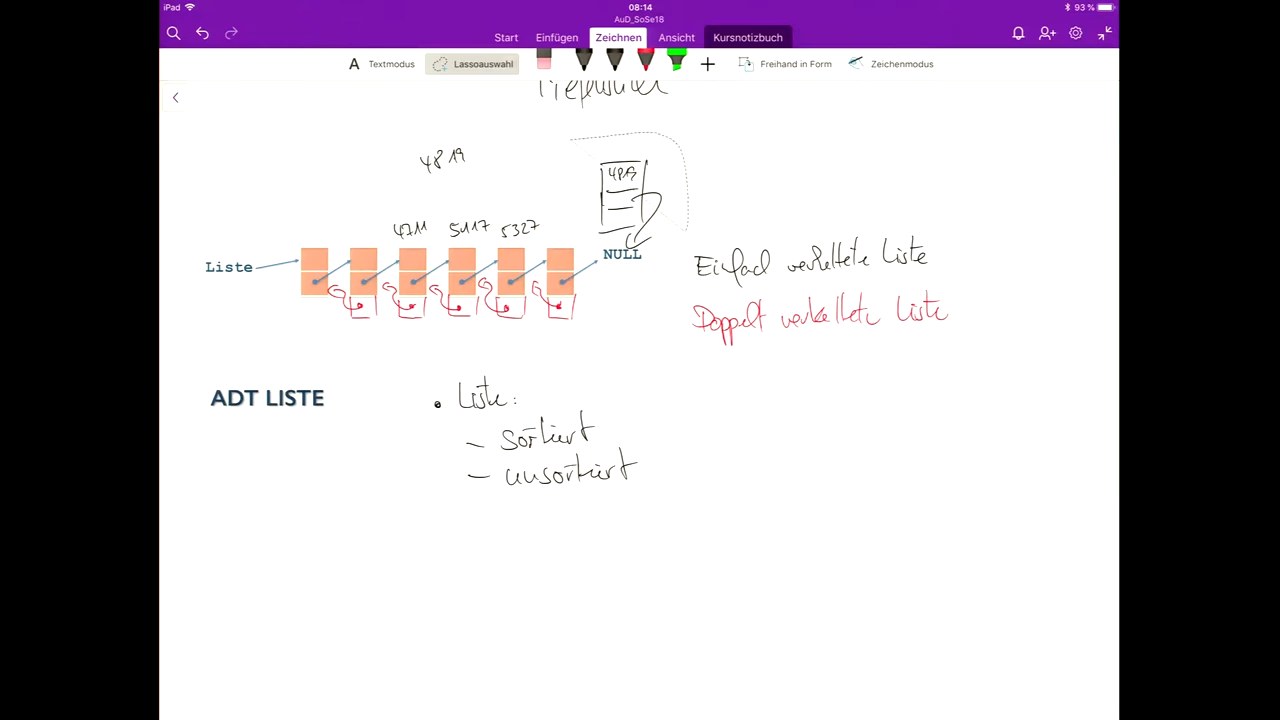 iPad 08:14 93 %
AuD_SoSe18
Start Einfügen Zeichnen Ansicht Kursnotizbuch
A Textmodus Lassoauswahl Freihand in Form Zeichenmodus
4819
4819
4711 5117 5327
NULL
Liste
Einfach verkettete Liste
Doppelt verkettete Liste
ADT LISTE
• Liste:
– sortiert
– unsortiert